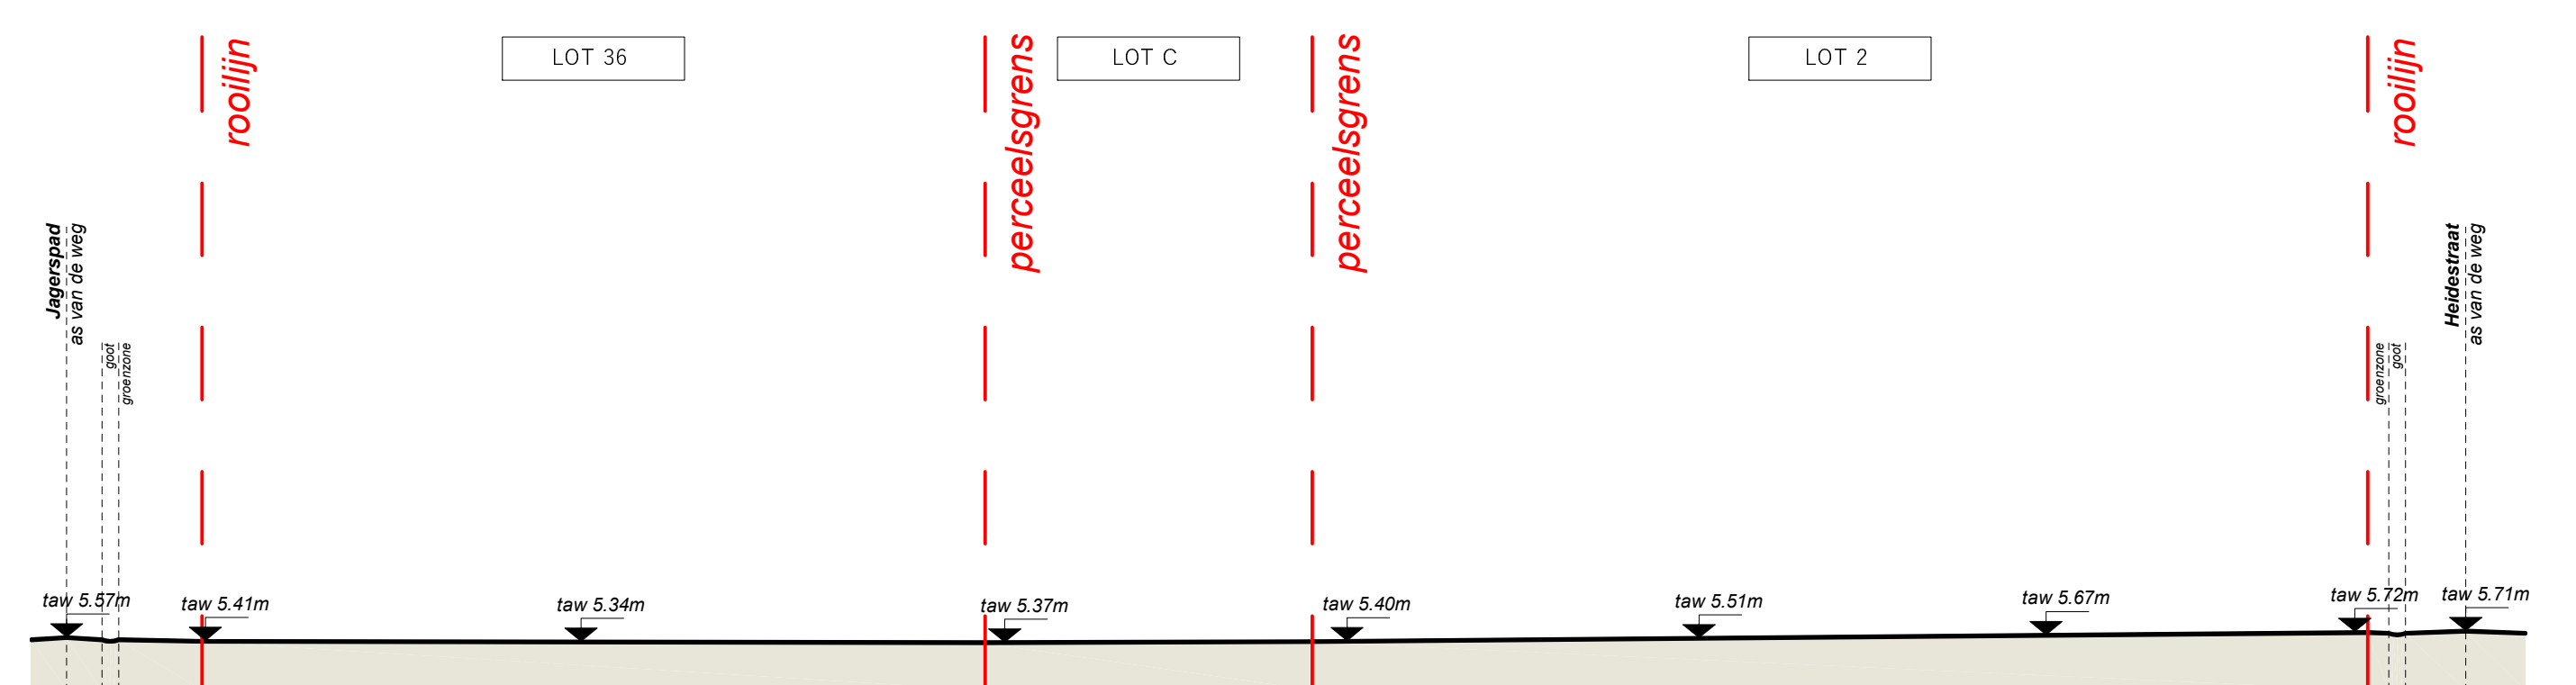 rooilijn
LOT 36
perceelsgrens
LOT C
perceelsgrens
LOT 2
rooilijn
Jagerspad
as van de weg
goot
groenzone
groenzone
goot
Heidestraat
as van de weg
taw 5.57m
taw 5.41m
taw 5.34m
taw 5.37m
taw 5.40m
taw 5.51m
taw 5.67m
taw 5.72m
taw 5.71m